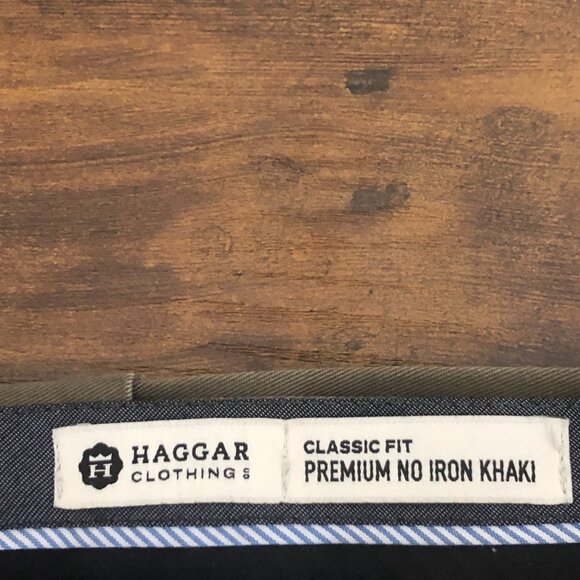 H
HAGGAR
CLOTHING CO
CLASSIC FIT
PREMIUM NO IRON KHAKI